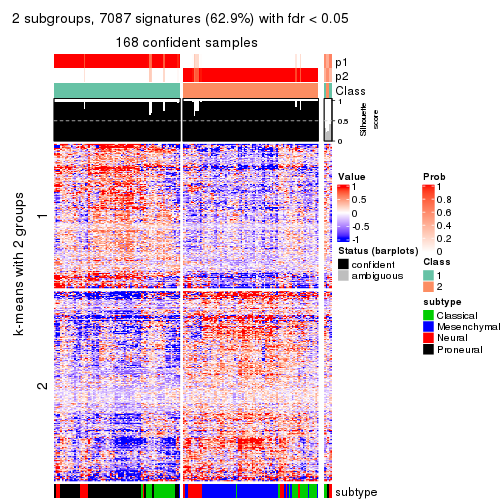 2 subgroups, 7087 signatures (62.9%) with fdr < 0.05
168 confident samples
p1
p2
Class
1
0.5
0
Silhouette
score
k-means with 2 groups
1
2
Value
1
0.5
0
-0.5
-1
Status (barplots)
confident
ambiguous
Prob
1
0.8
0.6
0.4
0.2
0
Class
1
2
subtype
Classical
Mesenchymal
Neural
Proneural
subtype